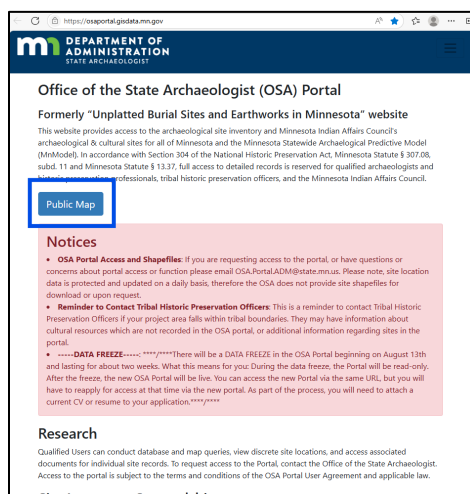 https://osaportal.gisdata.mn.gov
DEPARTMENT OF
ADMINISTRATION
STATE ARCHAEOLOGIST
Office of the State Archaeologist (OSA) Portal
Formerly “Unplatted Burial Sites and Earthworks in Minnesota” website
This website provides access to the archaeological site inventory and Minnesota Indian Affairs Council's
archaeological & cultural sites for all of Minnesota and the Minnesota Statewide Archaeological Predictive Model
(MnModel). In accordance with Section 304 of the National Historic Preservation Act, Minnesota Statute § 307.08,
subd. 11 and Minnesota Statute § 13.37, full access to detailed records is reserved for qualified archaeologists and
historic preservation professionals, tribal historic preservation officers, and the Minnesota Indian Affairs Council.
Public Map
Notices
• OSA Portal Access and Shapefiles: If you are requesting access to the portal, or have questions or
concerns about portal access or function please email OSA.Portal.ADM@state.mn.us. Please note, site location
data is protected and updated on a daily basis, therefore the OSA does not provide site shapefiles for
download or upon request.
• Reminder to Contact Tribal Historic Preservation Officers: This is a reminder to contact Tribal Historic
Preservation Officers if your project area falls within tribal boundaries. They may have information about
cultural resources which are not recorded in the OSA portal, or additional information regarding sites in the
portal.
• -----DATA FREEZE-----: ****/****There will be a DATA FREEZE in the OSA Portal beginning on August 13th
and lasting for about two weeks. What this means for you: During the data freeze, the Portal will be read-only.
After the freeze, the new OSA Portal will be live. You can access the new Portal via the same URL, but you will
have to reapply for access at that time via the new portal. As part of the process, you will need to attach a
current CV or resume to your application.****/****
Research
Qualified Users can conduct database and map queries, view discrete site locations, and access associated
documents for individual site records. To request access to the Portal, contact the Office of the State Archaeologist.
Access to the portal is subject to the terms and conditions of the OSA Portal User Agreement and applicable law.